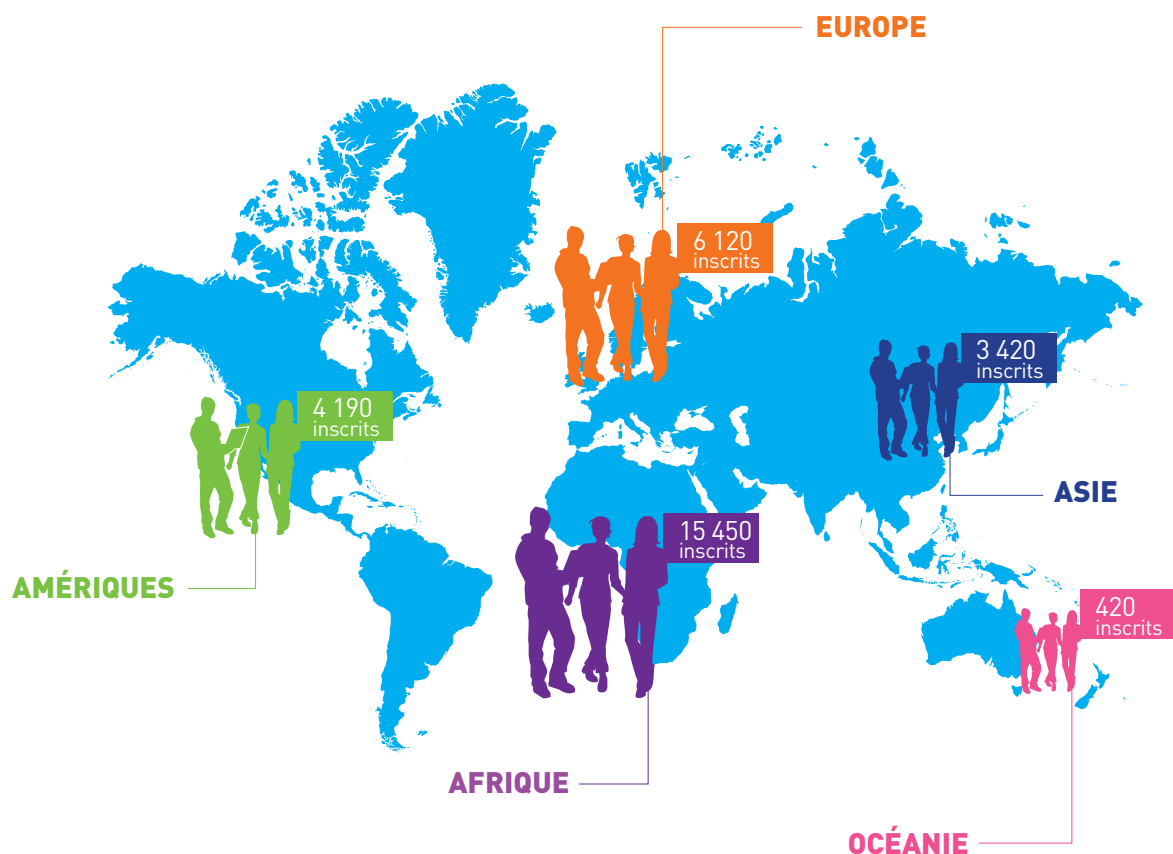 EUROPE
6 120
inscrits
3 420
inscrits
4 190
inscrits
ASIE
15 450
inscrits
AMÉRIQUES
420
inscrits
AFRIQUE
OCÉANIE